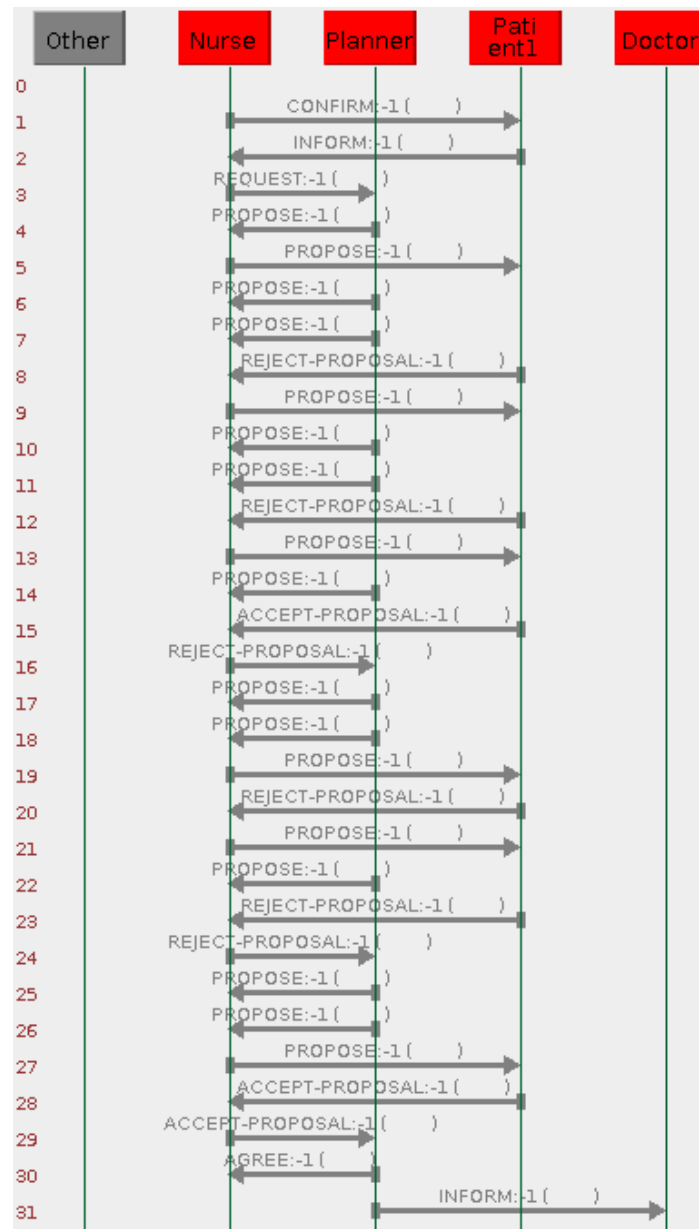 Other
Nurse
Planner
Pati
ent1
Doctor
0
1 CONFIRM:-1 ( )
2 INFORM:-1 ( )
3 REQUEST:-1 ( )
4 PROPOSE:-1 ( )
5 PROPOSE:-1 ( )
6 PROPOSE:-1 ( )
7 PROPOSE:-1 ( )
8 REJECT-PROPOSAL:-1 ( )
9 PROPOSE:-1 ( )
10 PROPOSE:-1 ( )
11 PROPOSE:-1 ( )
12 REJECT-PROPOSAL:-1 ( )
13 PROPOSE:-1 ( )
14 PROPOSE:-1 ( )
15 ACCEPT-PROPOSAL:-1 ( )
16 REJECT-PROPOSAL:-1 ( )
17 PROPOSE:-1 ( )
18 PROPOSE:-1 ( )
19 PROPOSE:-1 ( )
20 REJECT-PROPOSAL:-1 ( )
21 PROPOSE:-1 ( )
22 PROPOSE:-1 ( )
23 REJECT-PROPOSAL:-1 ( )
24 REJECT-PROPOSAL:-1 ( )
25 PROPOSE:-1 ( )
26 PROPOSE:-1 ( )
27 PROPOSE:-1 ( )
28 ACCEPT-PROPOSAL:-1 ( )
29 ACCEPT-PROPOSAL:-1 ( )
30 AGREE:-1 ( )
31 INFORM:-1 ( )